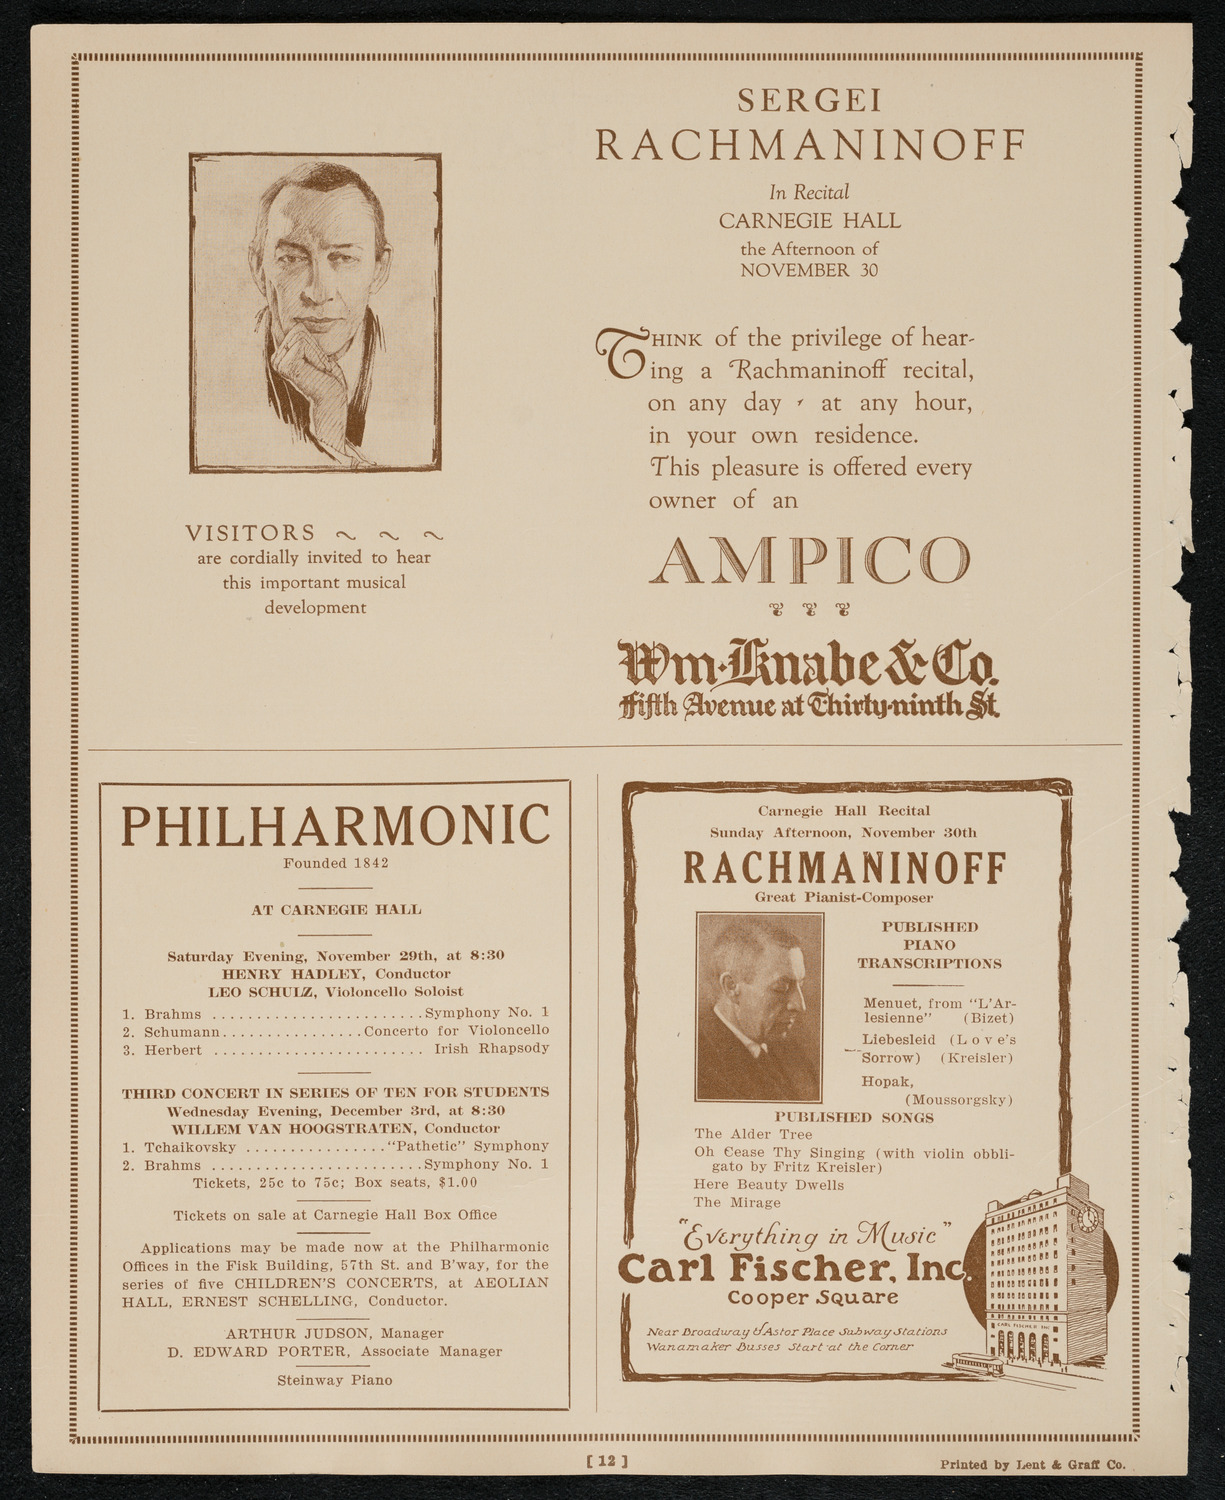 SERGEI
RACHMANINOFF
In Recital
CARNEGIE HALL
the Afternoon of
NOVEMBER 30
THINK of the privilege of hear-
ing a Rachmaninoff recital,
on any day at any hour,
in your own residence.
This pleasure is offered every
owner of an
AMPICO
Wm. Knabe & Co.
Fifth Avenue at Thirty-ninth St.
VISITORS
are cordially invited to hear
this important musical
development
PHILHARMONIC
Founded 1842
AT CARNEGIE HALL
Saturday Evening, November 29th, at 8:30
HENRY HADLEY, Conductor
LEO SCHULZ, Violoncello Soloist
1. Brahms ........................Symphony No. 1
2. Schumann................Concerto for Violoncello
3. Herbert ........................ Irish Rhapsody
THIRD CONCERT IN SERIES OF TEN FOR STUDENTS
Wednesday Evening, December 3rd, at 8:30
WILLEM VAN HOOGSTRATEN, Conductor
1. Tchaikovsky ................"Pathetic" Symphony
2. Brahms ........................Symphony No. 1
Tickets, 25c to 75c; Box seats, $1.00
Tickets on sale at Carnegie Hall Box Office
Applications may be made now at the Philharmonic
Offices in the Fisk Building, 57th St. and B'way, for the
series of five CHILDREN'S CONCERTS, at AEOLIAN
HALL, ERNEST SCHELLING, Conductor.
ARTHUR JUDSON, Manager
D. EDWARD PORTER, Associate Manager
Steinway Piano
Carnegie Hall Recital
Sunday Afternoon, November 30th
RACHMANINOFF
Great Pianist-Composer
PUBLISHED
PIANO
TRANSCRIPTIONS
Menuet, from "L'Ar-
lesienne" (Bizet)
Liebesleid (Love's
Sorrow) (Kreisler)
Hopak,
(Moussorgsky)
PUBLISHED SONGS
The Alder Tree
Oh Cease Thy Singing (with violin obbli-
gato by Fritz Kreisler)
Here Beauty Dwells
The Mirage
"Everything in Music"
Carl Fischer, Inc.
Cooper Square
Near Broadway & Astor Place Subway Stations
Wanamaker Busses Start at the Corner
CARL FISCHER INC
[ 12 ]
Printed by Lent & Graff Co.